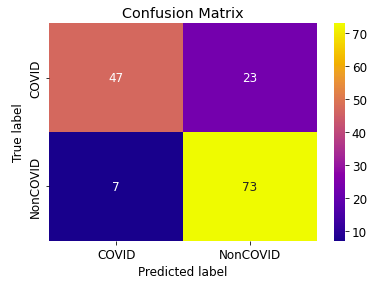 Confusion Matrix
True label
COVID
NonCOVID
47
23
7
73
COVID
NonCOVID
Predicted label
70
60
50
40
30
20
10